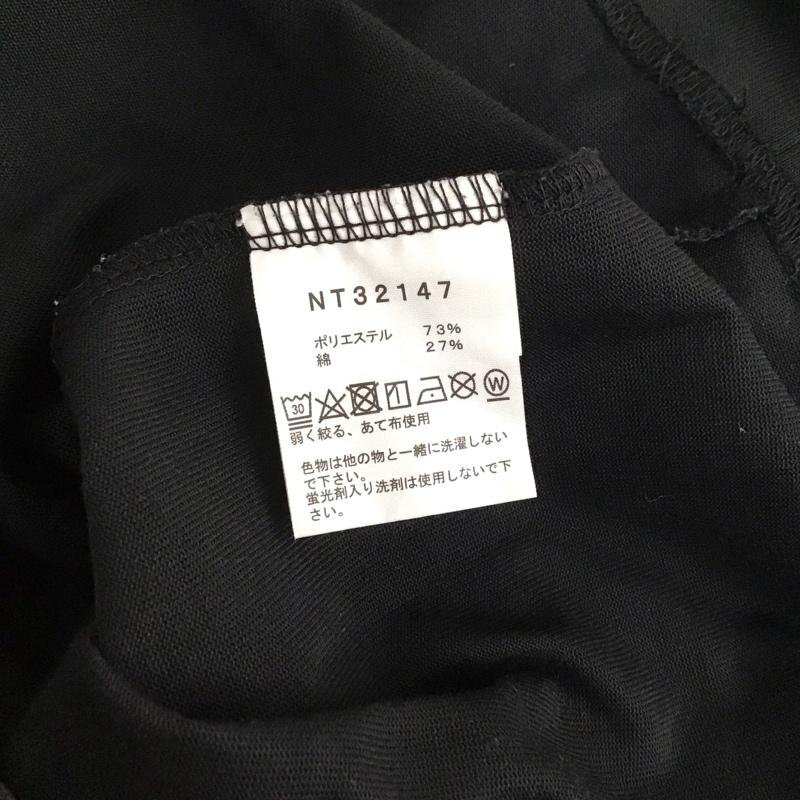 NT32147
ポリエステル 73%
綿 27%
30 W
弱く絞る、あて布使用
色物は他の物と一緒に洗濯しない
で下さい。
蛍光剤入り洗剤は使用しないで下
さい。